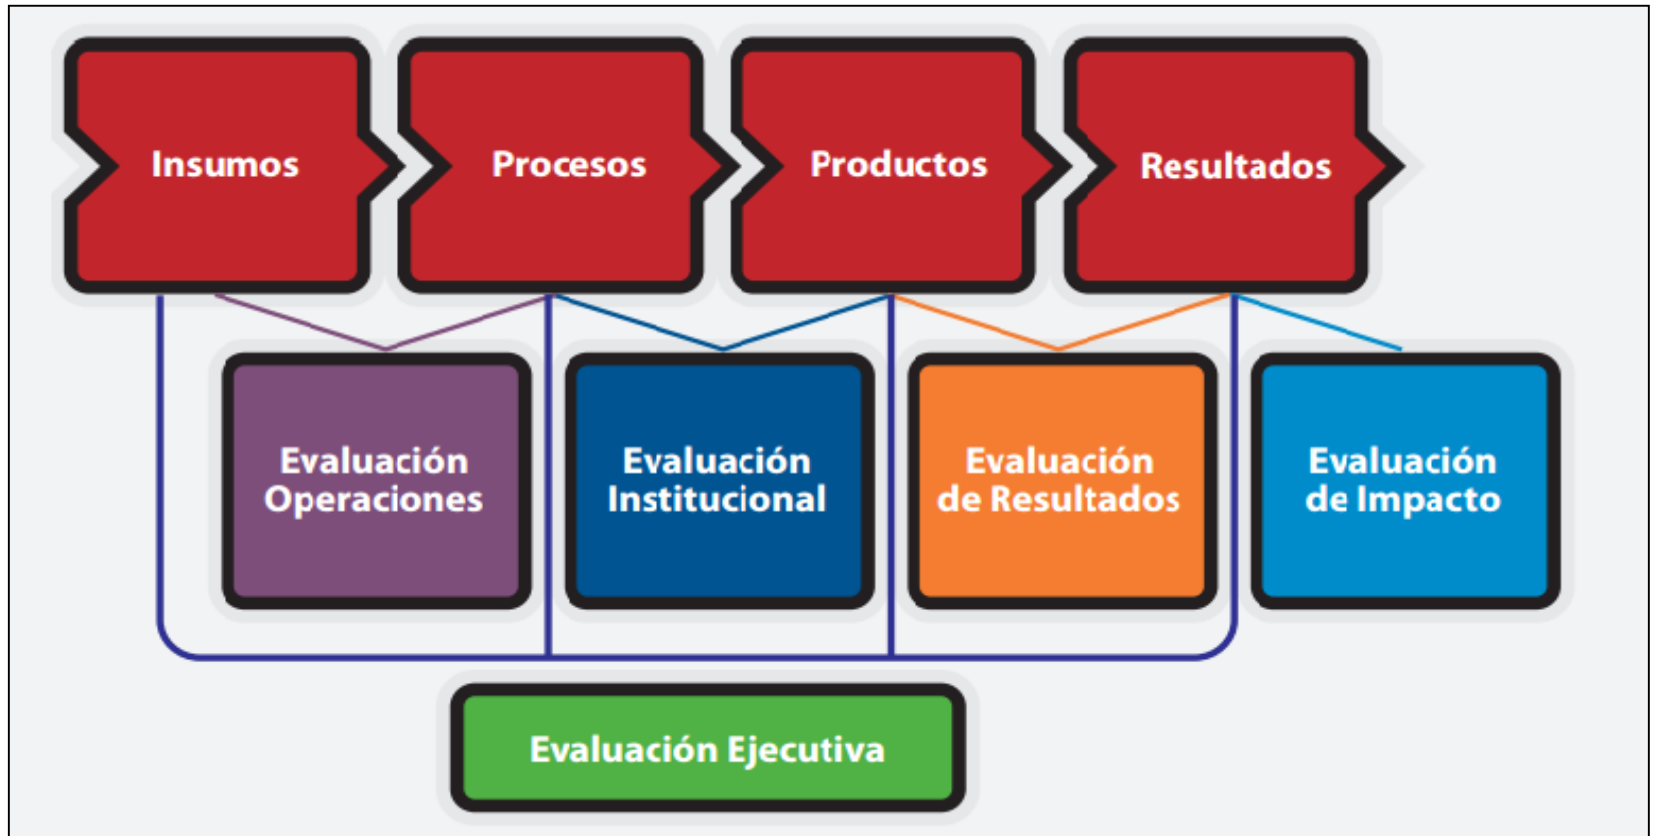 Insumos
Procesos
Productos
Resultados
Evaluación
Operaciones
Evaluación
Institucional
Evaluación
de Resultados
Evaluación
de Impacto
Evaluación Ejecutiva